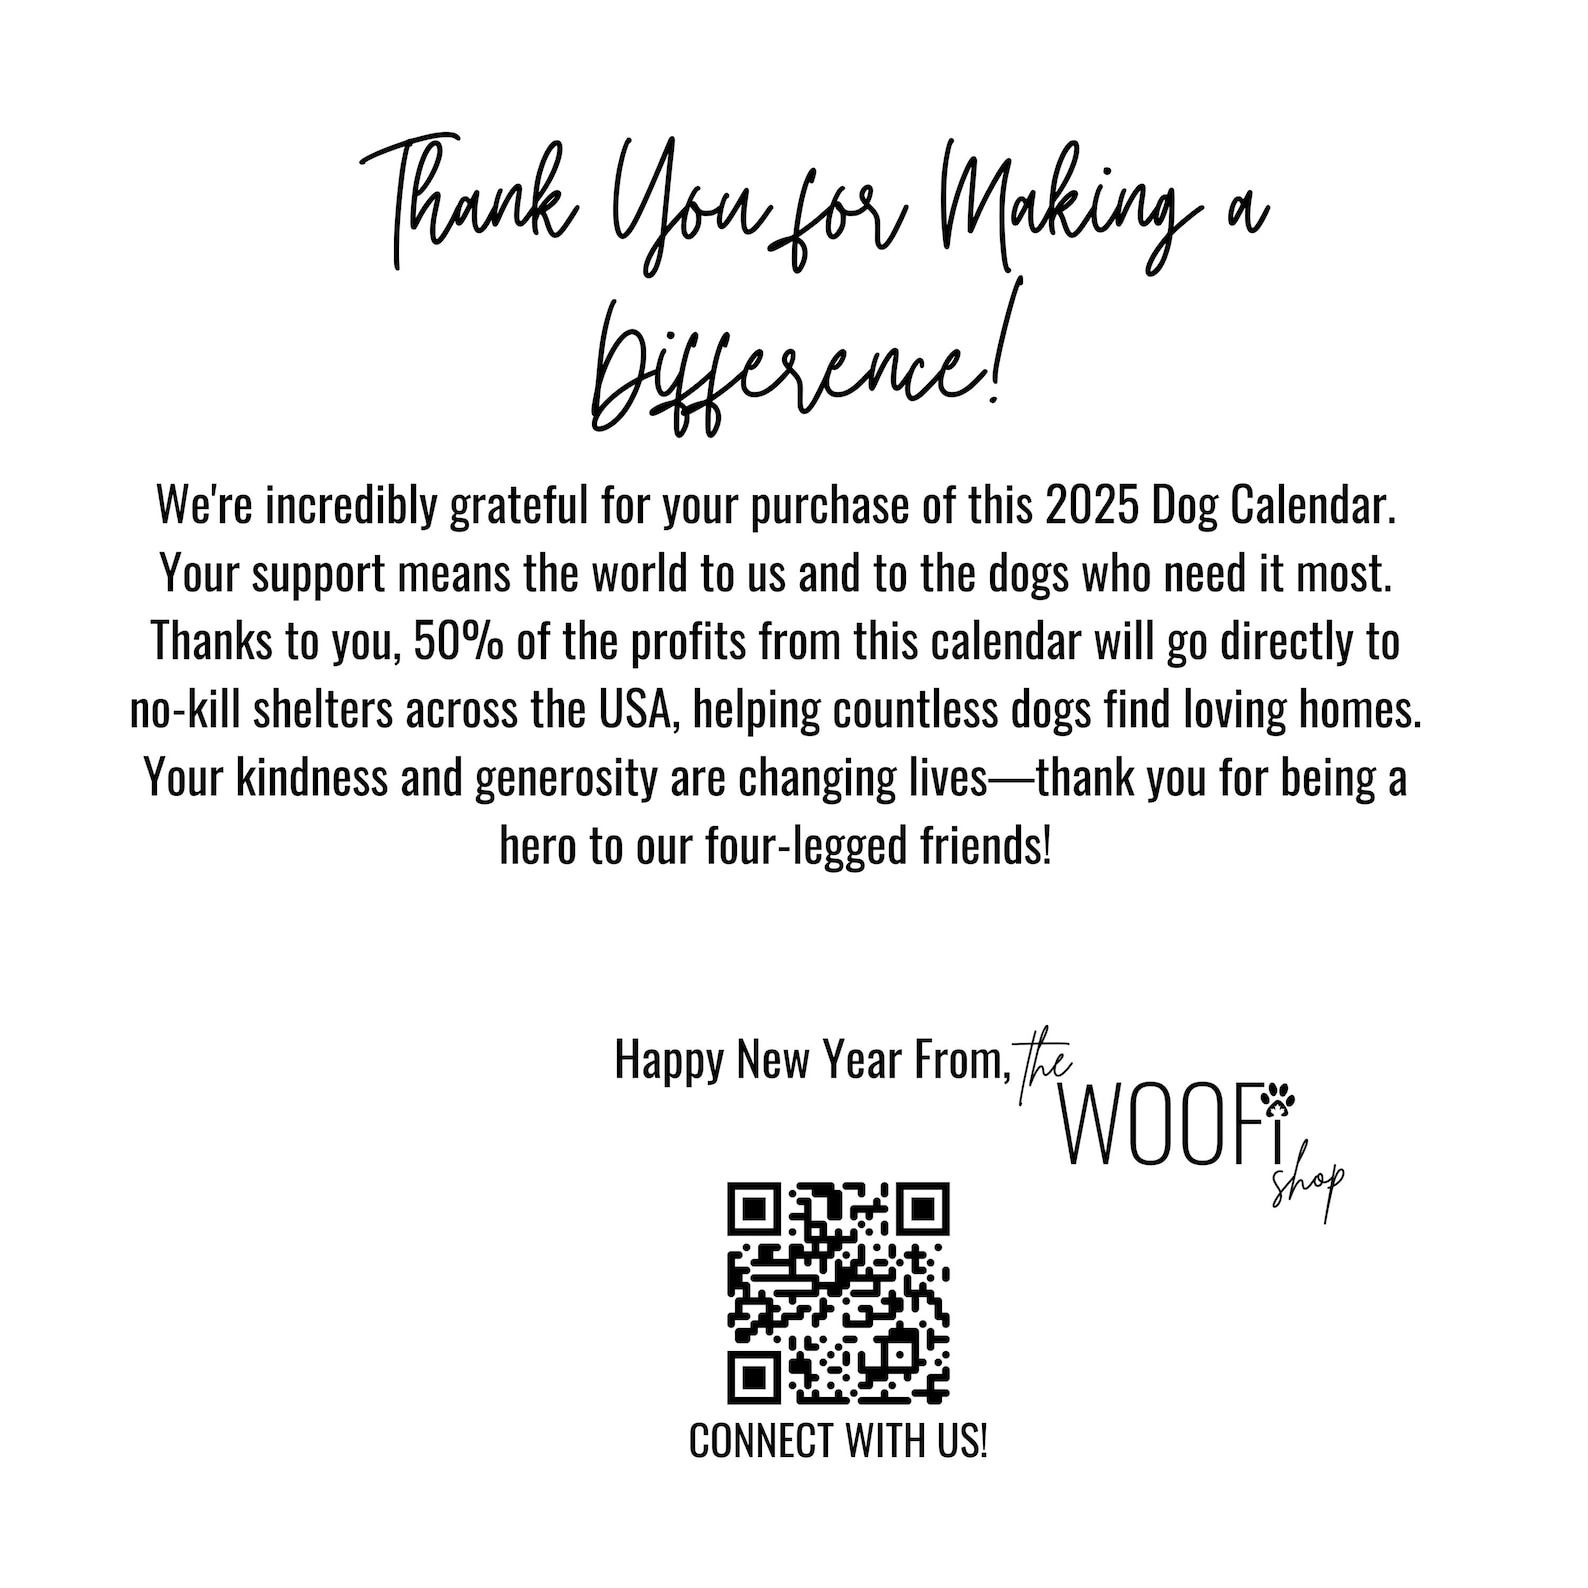 Thank You for Making a
Difference!
We're incredibly grateful for your purchase of this 2025 Dog Calendar.
Your support means the world to us and to the dogs who need it most.
Thanks to you, 50% of the profits from this calendar will go directly to
no-kill shelters across the USA, helping countless dogs find loving homes.
Your kindness and generosity are changing lives—thank you for being a
hero to our four-legged friends!
Happy New Year From, the
WOOFi
shop
CONNECT WITH US!